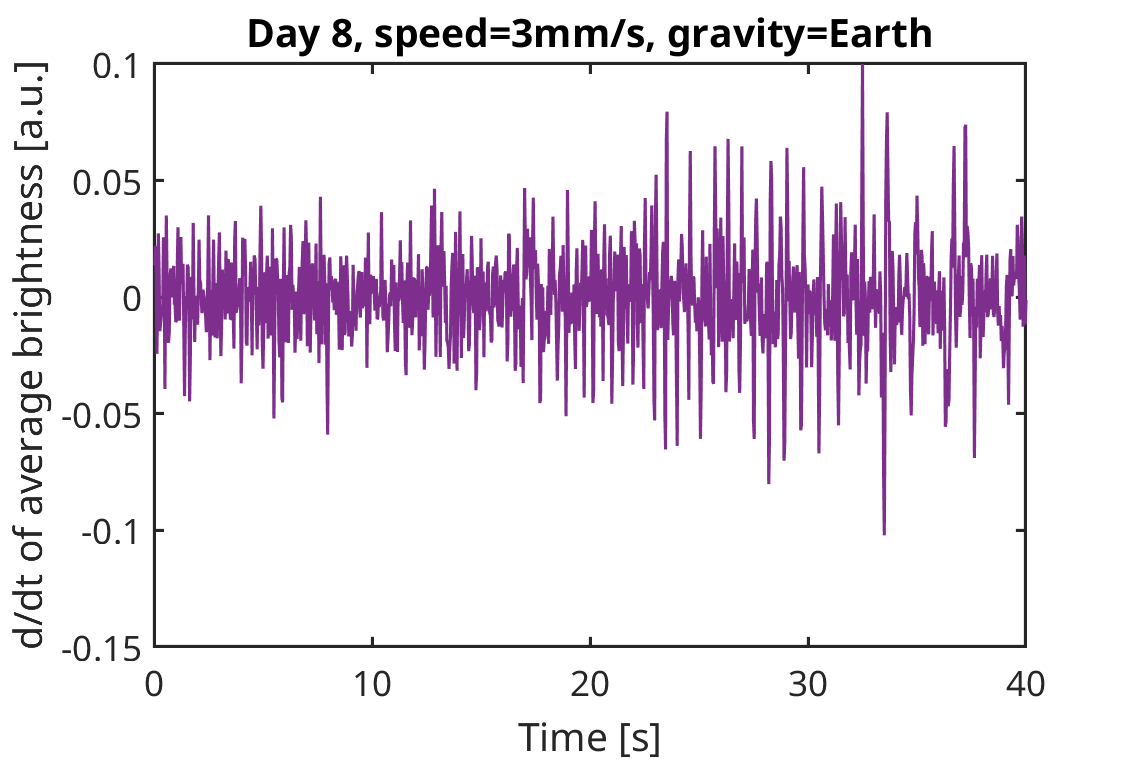 Day 8, speed=3mm/s, gravity=Earth
d/dt of average brightness [a.u.]
0.1
0.05
0
-0.05
-0.1
-0.15
0 10 20 30 40
Time [s]